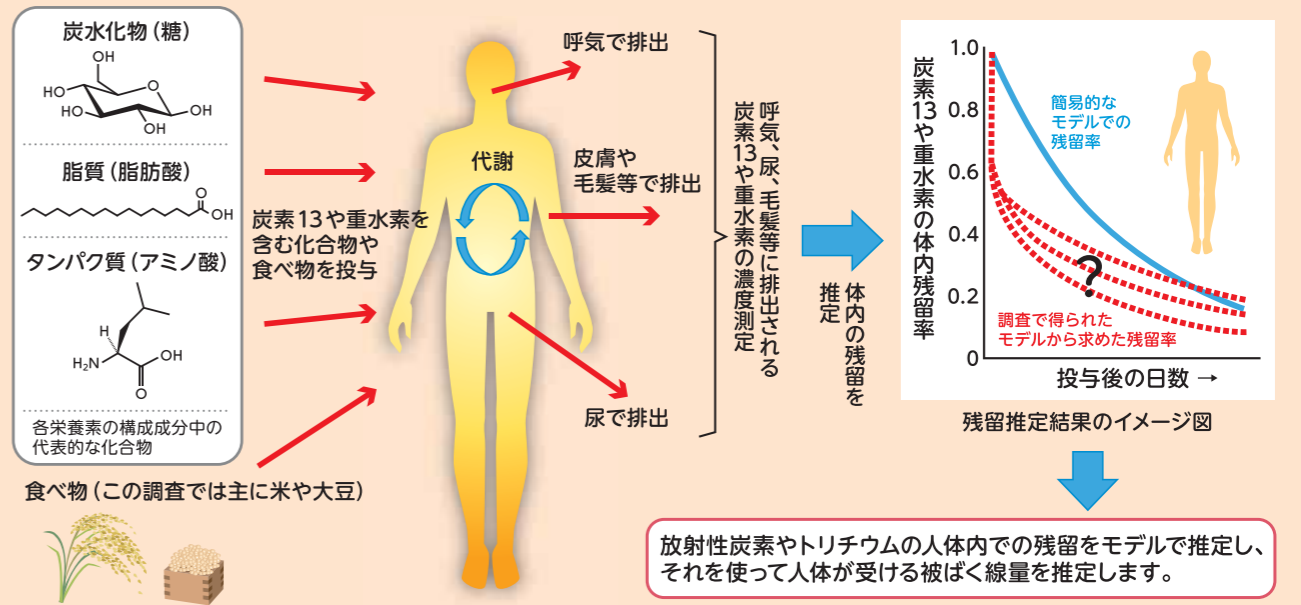 炭水化物（糖）
OH
HO
O
HO
OH
OH
脂質（脂肪酸）
O
OH
タンパク質（アミノ酸）
H
H₂N
OH
O
各栄養素の構成成分中の
代表的な化合物
食べ物（この調査では主に米や大豆）
炭素13や重水素を
含む化合物や
食べ物を投与
代謝
呼気で排出
皮膚や
毛髪等で排出
尿で排出
呼気、尿、毛髪等に排出される
炭素13や重水素の濃度測定
体内の残留を
推定
炭素13や重水素の体内残留率
1.0
0.8
0.6
0.4
0.2
0
簡易的な
モデルでの
残留率
?
調査で得られた
モデルから求めた残留率
投与後の日数 →
残留推定結果のイメージ図
放射性炭素やトリチウムの人体内での残留をモデルで推定し、
それを使って人体が受ける被ばく線量を推定します。